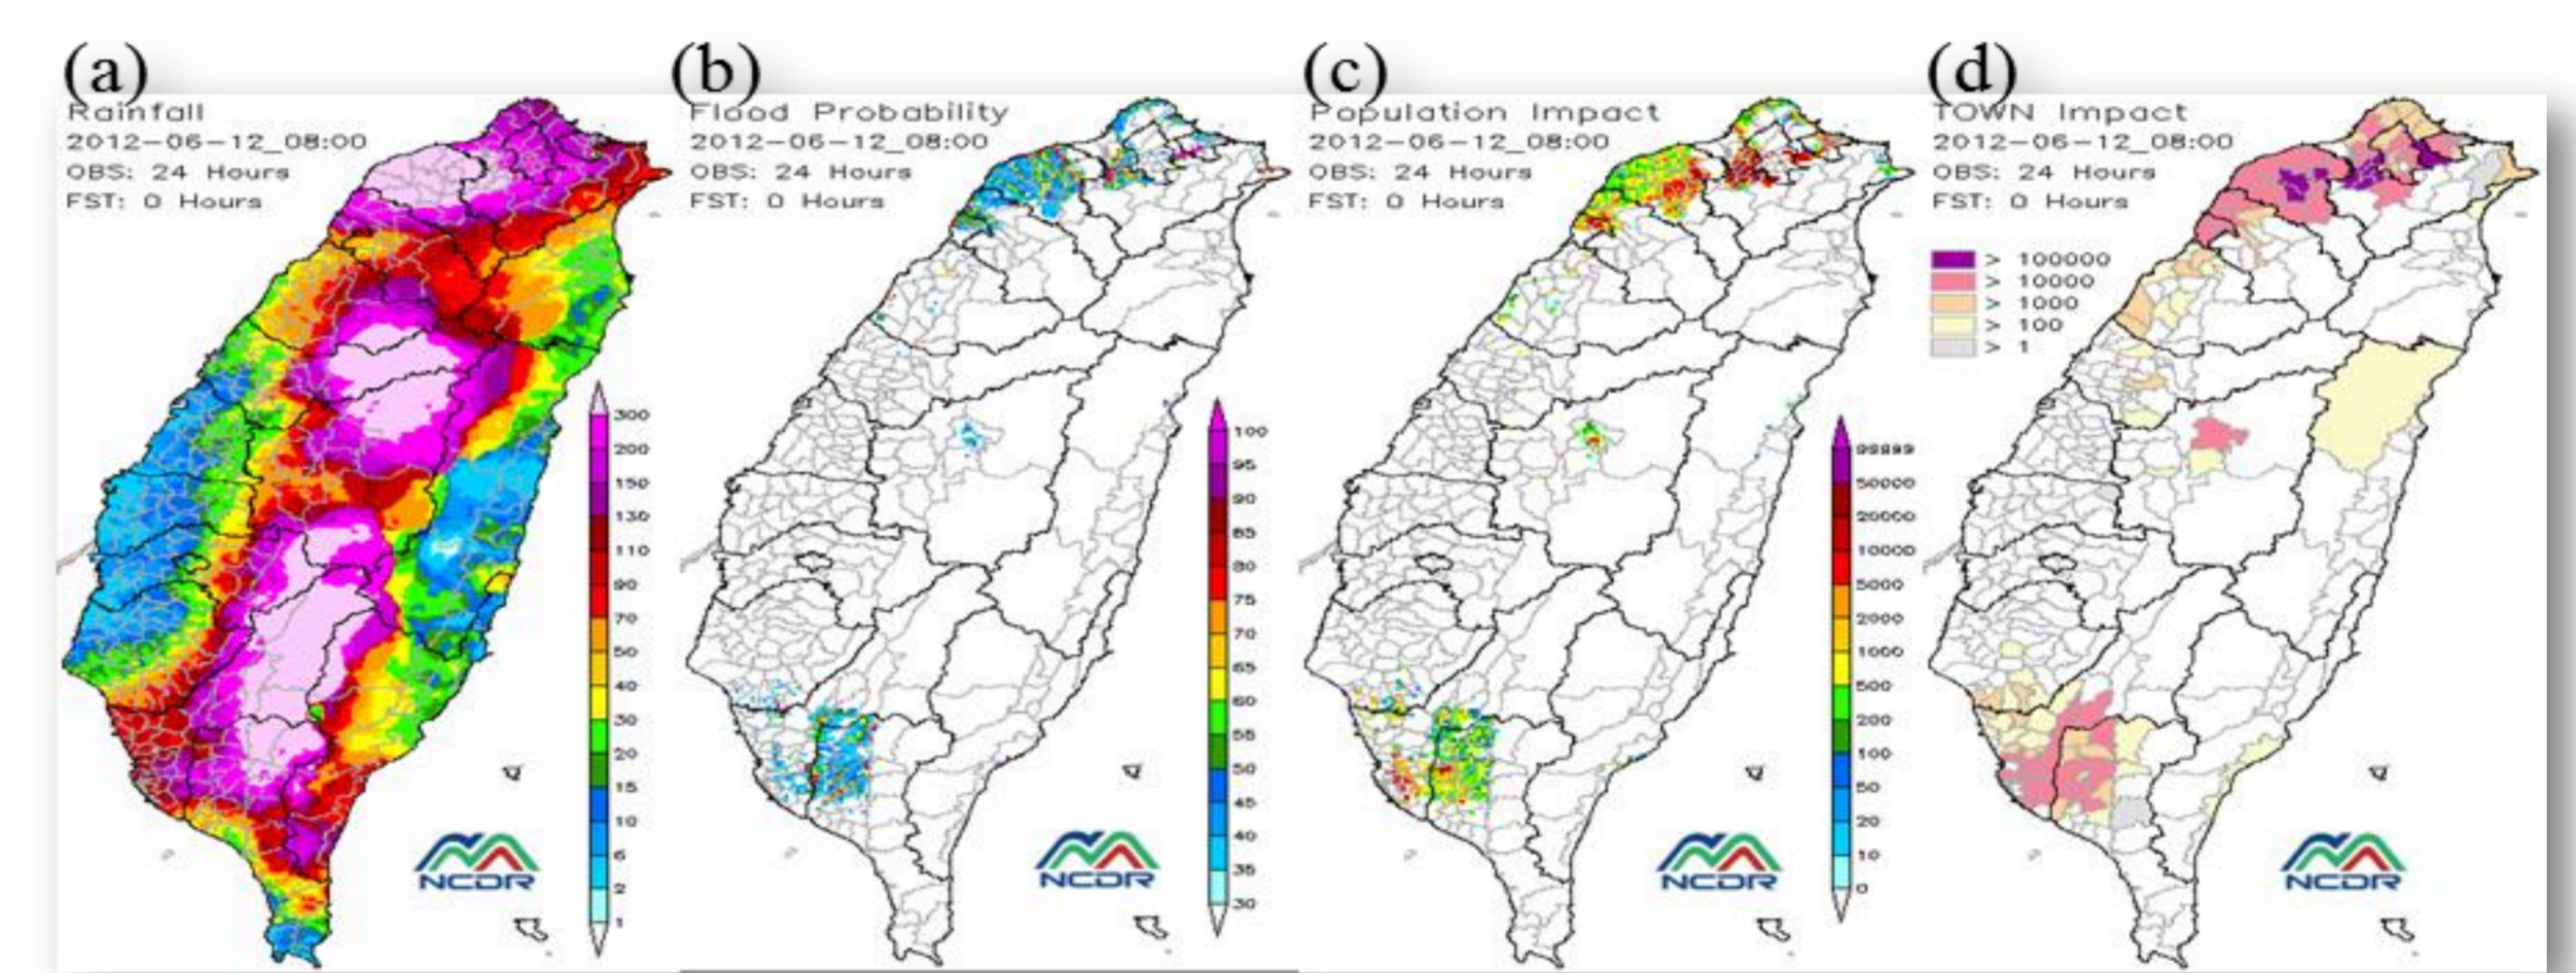 (a)
Rainfall
2012-06-12_08:00
OBS: 24 Hours
FST: 0 Hours
300
200
150
130
110
90
70
50
40
30
20
15
10
6
2
1
NCDR
(b)
Flood Probability
2012-06-12_08:00
OBS: 24 Hours
FST: 0 Hours
100
95
90
85
80
75
70
65
60
55
50
45
40
35
30
NCDR
(c)
Population Impact
2012-06-12_08:00
OBS: 24 Hours
FST: 0 Hours
99999
50000
20000
10000
5000
2000
1000
500
200
100
50
20
10
0
NCDR
(d)
TOWN Impact
2012-06-12_08:00
OBS: 24 Hours
FST: 0 Hours
> 100000
> 10000
> 1000
> 100
> 1
NCDR